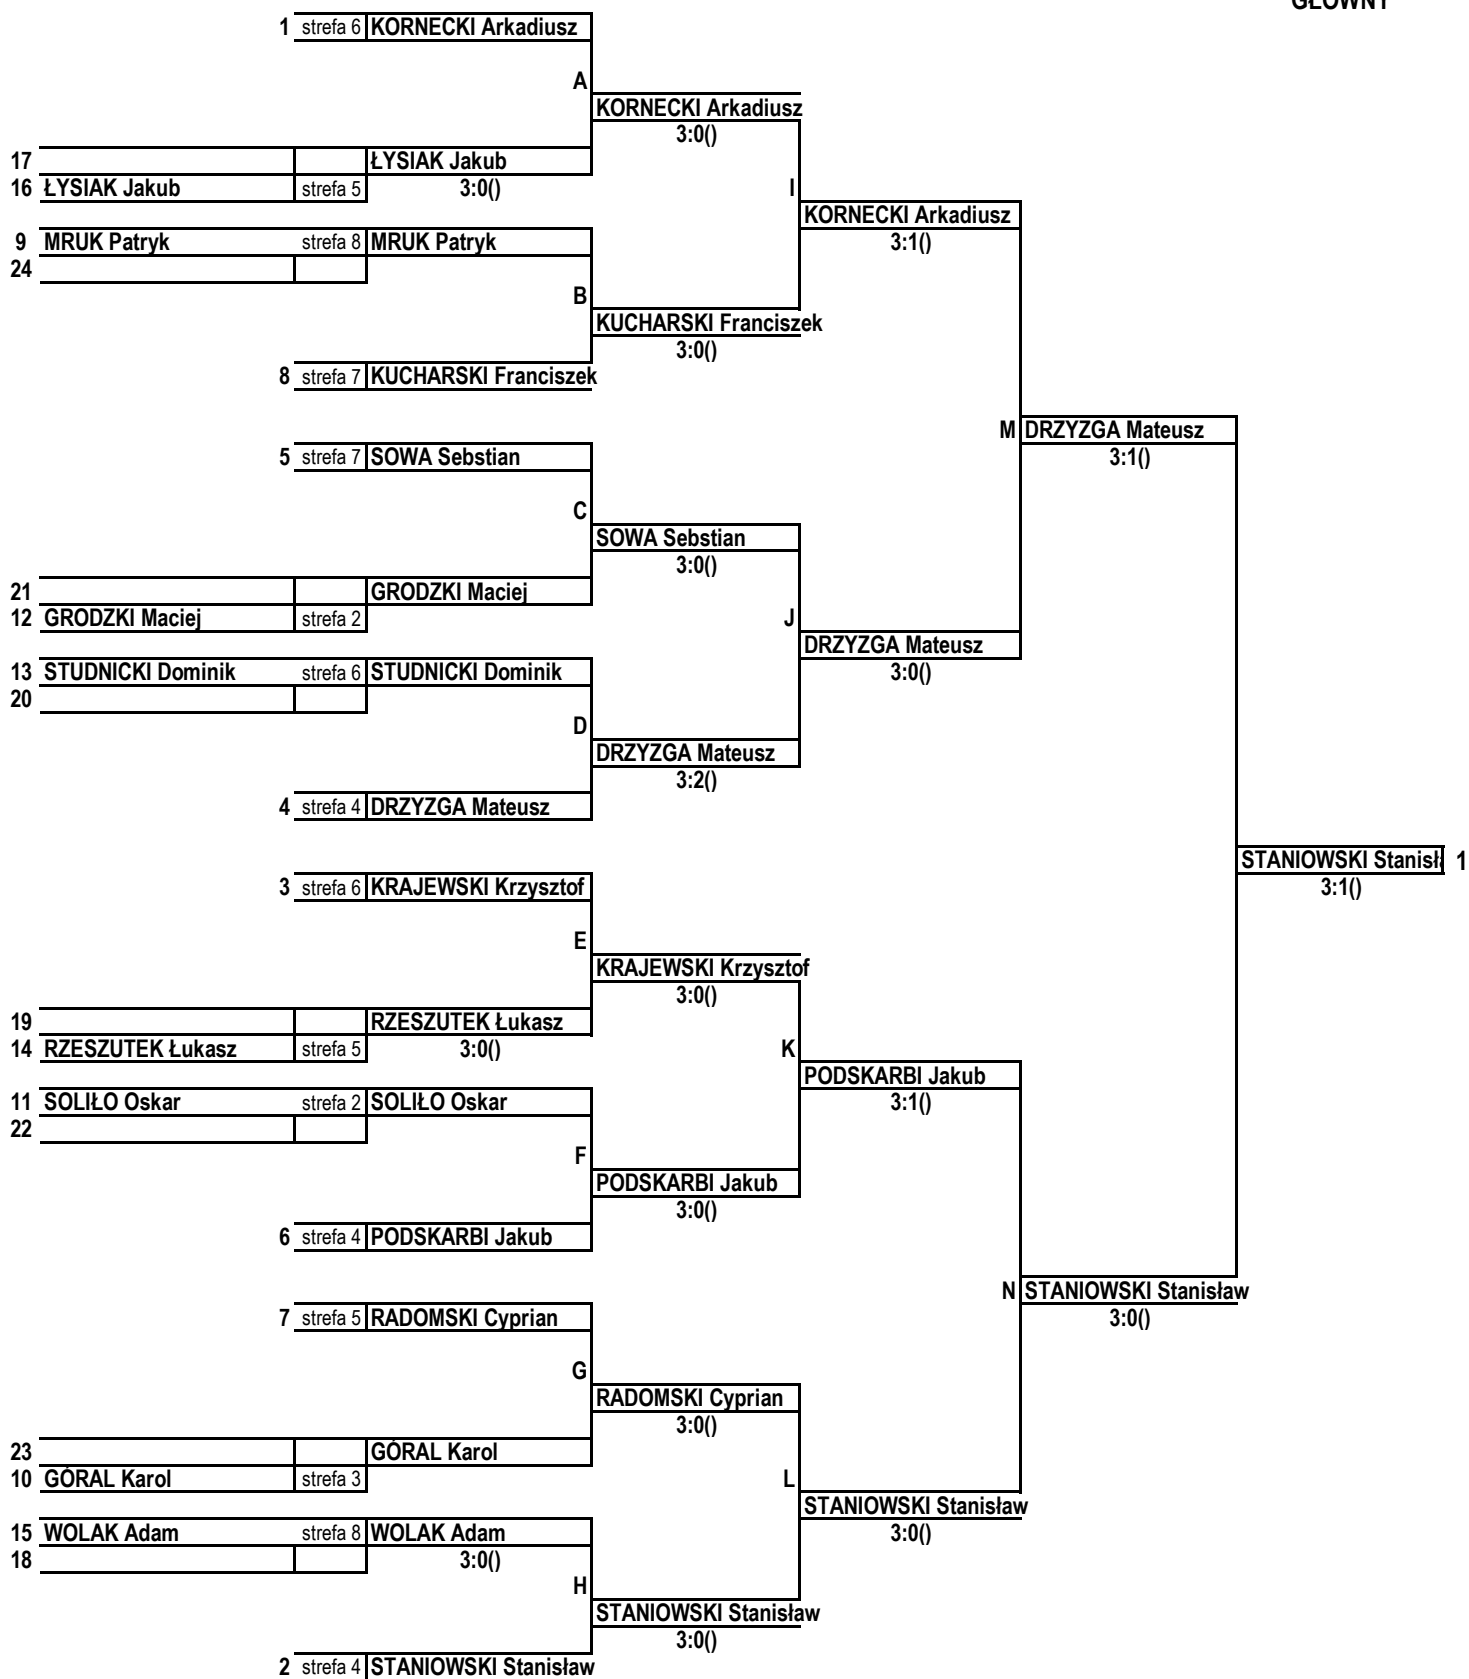 GŁÓWNY
1 strefa 6 KORNECKI Arkadiusz
A
KORNECKI Arkadiusz
3:0()
17 ŁYSIAK Jakub
16 ŁYSIAK Jakub strefa 5 3:0() I
KORNECKI Arkadiusz
9 MRUK Patryk strefa 8 MRUK Patryk 3:1()
24
B
KUCHARSKI Franciszek
3:0()
8 strefa 7 KUCHARSKI Franciszek
M DRZYZGA Mateusz
5 strefa 7 SOWA Sebstian 3:1()
C
SOWA Sebstian
3:0()
21 GRODZKI Maciej
12 GRODZKI Maciej strefa 2 J
DRZYZGA Mateusz
13 STUDNICKI Dominik strefa 6 STUDNICKI Dominik 3:0()
20
D
DRZYZGA Mateusz
3:2()
4 strefa 4 DRZYZGA Mateusz
STANIOWSKI Stanisł 1
3 strefa 6 KRAJEWSKI Krzysztof 3:1()
E
KRAJEWSKI Krzysztof
3:0()
19 RZESZUTEK Łukasz
14 RZESZUTEK Łukasz strefa 5 3:0() K
PODSKARBI Jakub
11 SOLIŁO Oskar strefa 2 SOLIŁO Oskar 3:1()
22
F
PODSKARBI Jakub
3:0()
6 strefa 4 PODSKARBI Jakub
N STANIOWSKI Stanisław
7 strefa 5 RADOMSKI Cyprian 3:0()
G
RADOMSKI Cyprian
3:0()
23 GÓRAL Karol
10 GÓRAL Karol strefa 3 L
STANIOWSKI Stanisław
15 WOLAK Adam strefa 8 WOLAK Adam 3:0()
18 3:0()
H
STANIOWSKI Stanisław
3:0()
2 strefa 4 STANIOWSKI Stanisław